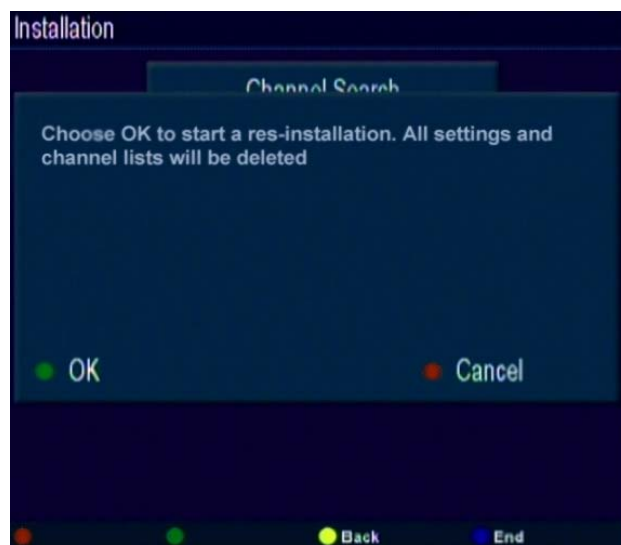 Installation
Channel Search
Choose OK to start a res-installation. All settings and
channel lists will be deleted
OK Cancel
Back End